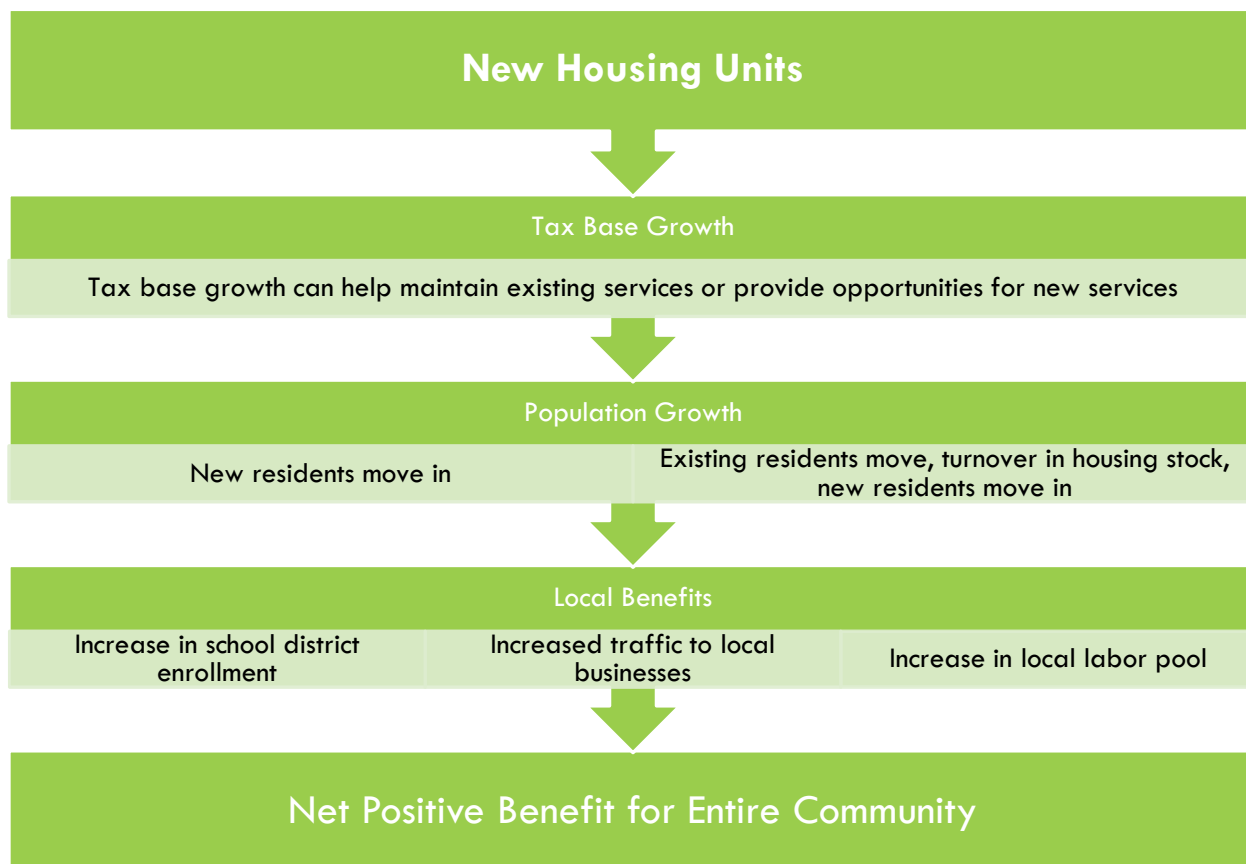 New Housing Units
Tax Base Growth
Tax base growth can help maintain existing services or provide opportunities for new services
Population Growth
New residents move in
Existing residents move, turnover in housing stock,
new residents move in
Local Benefits
Increase in school district
enrollment
Increased traffic to local
businesses
Increase in local labor pool
Net Positive Benefit for Entire Community